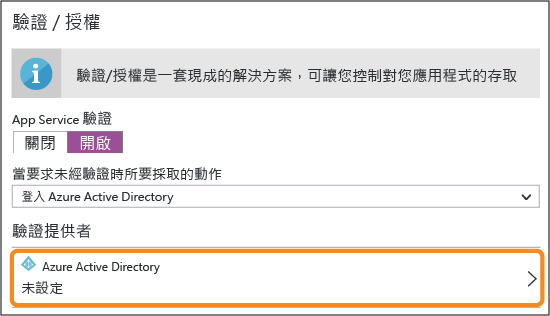 驗證 / 授權
驗證/授權是一套現成的解決方案，可讓您控制對您應用程式的存取
App Service 驗證
關閉 開啟
當要求未經驗證時所要採取的動作
登入 Azure Active Directory
驗證提供者
Azure Active Directory
未設定